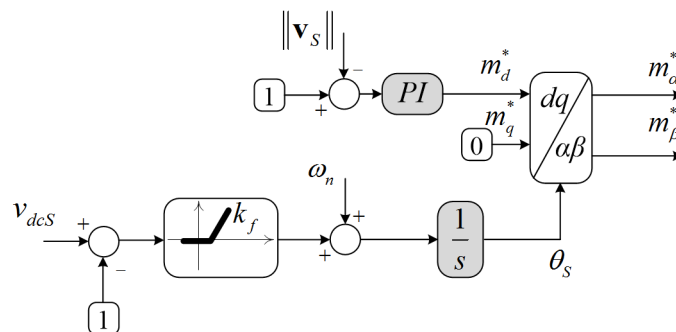 ‖v_S‖
−
1
+
PI
m_d^*
m_q^*
0
dq
αβ
m_α^*
m_β^*
v_dcS
+
−
1
k_f
ω_n
+
+
1
s
θ_S